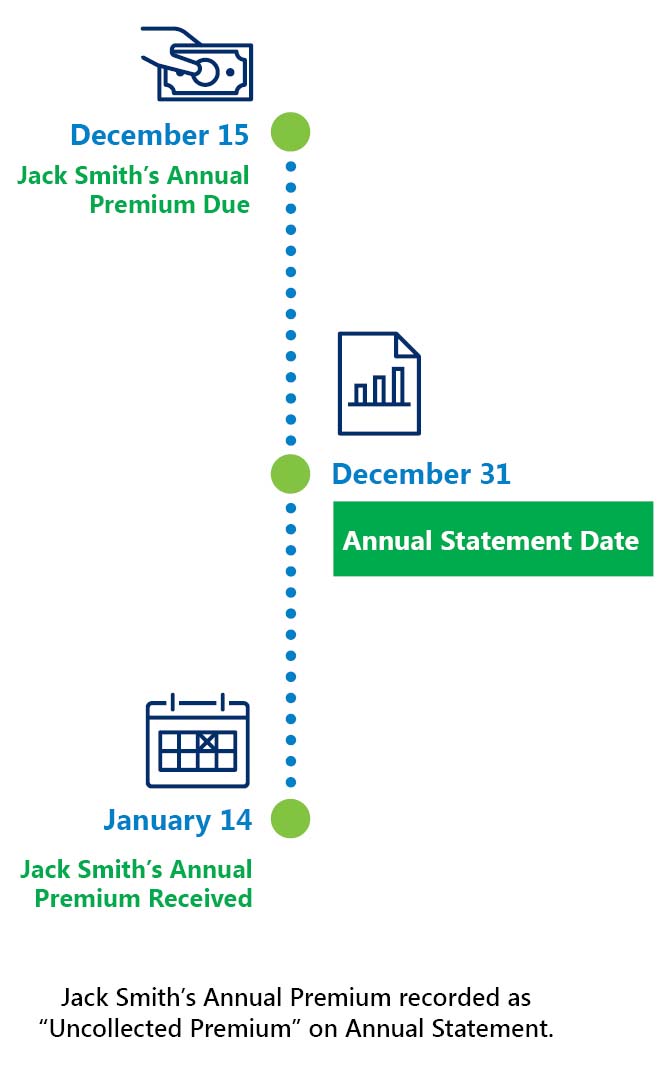 December 15
Jack Smith’s Annual
Premium Due
December 31
Annual Statement Date
January 14
Jack Smith’s Annual
Premium Received
Jack Smith’s Annual Premium recorded as
“Uncollected Premium” on Annual Statement.